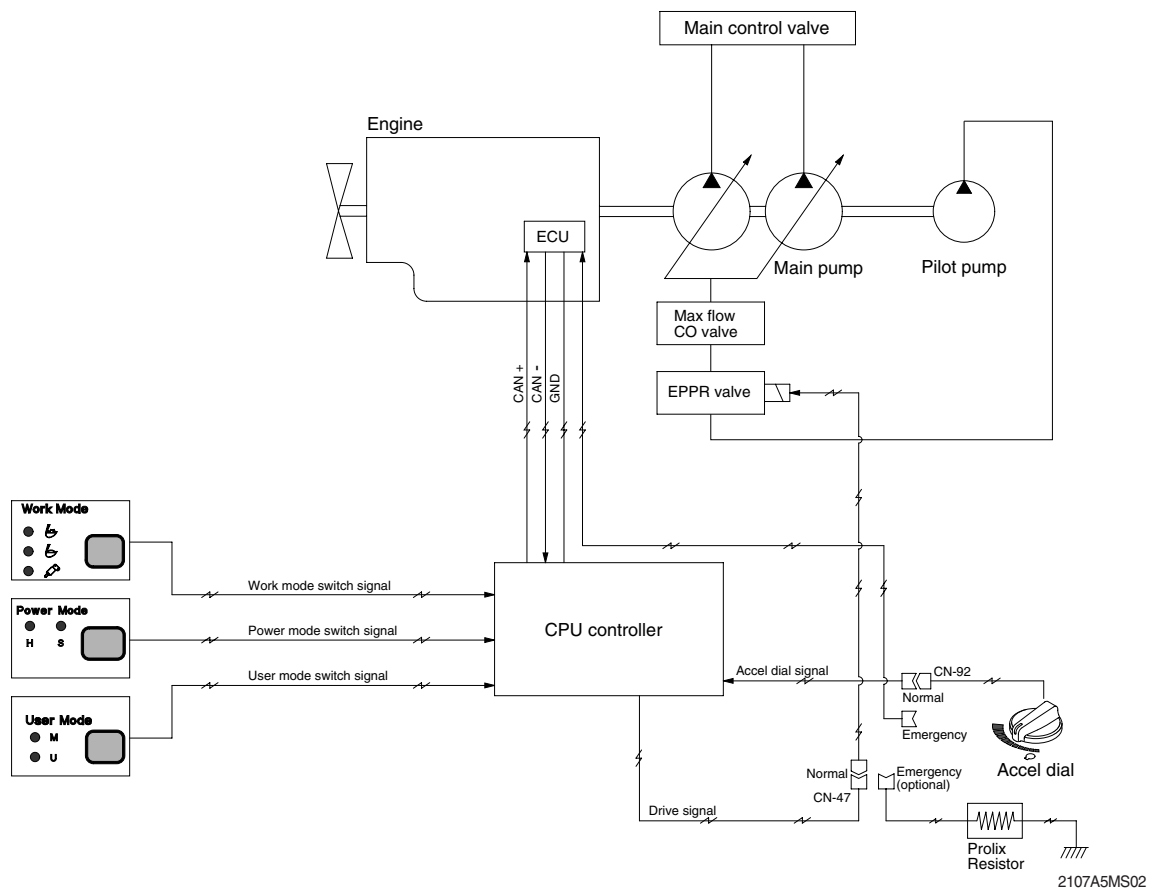 Main control valve
Engine
ECU
Main pump
Pilot pump
Max flow
CO valve
EPPR valve
CAN +
CAN -
GND
Work Mode
Work mode switch signal
Power Mode
H S
Power mode switch signal
CPU controller
User mode switch signal
User Mode
M
U
Accel dial signal
CN-92
Normal
Emergency
Accel dial
Normal
CN-47
Emergency
(optional)
Drive signal
Prolix
Resistor
2107A5MS02